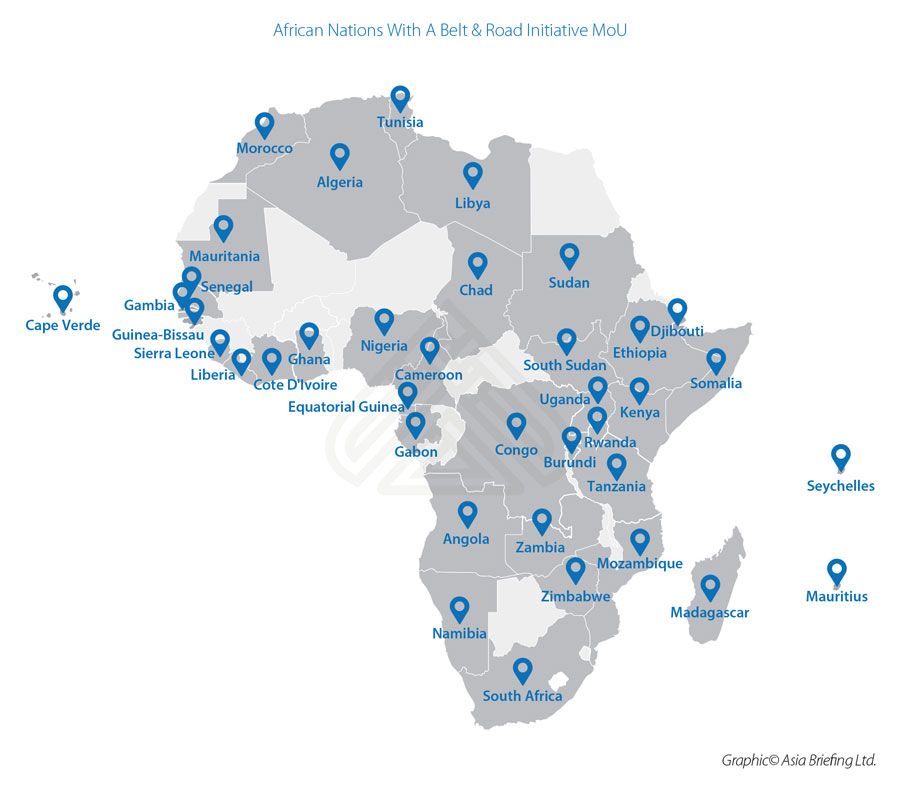 African Nations With A Belt & Road Initiative MoU
Tunisia
Morocco
Algeria
Libya
Mauritania
Senegal
Chad
Sudan
Gambia
Cape Verde
Guinea-Bissau
Djibouti
Sierra Leone
Nigeria
Ghana
Ethiopia
South Sudan
Liberia
Cote D'Ivoire
Cameroon
Somalia
Equatorial Guinea
Uganda
Kenya
Gabon
Congo
Rwanda
Burundi
Tanzania
Seychelles
Angola
Zambia
Mozambique
Zimbabwe
Mauritius
Madagascar
Namibia
South Africa
Graphic© Asia Briefing Ltd.